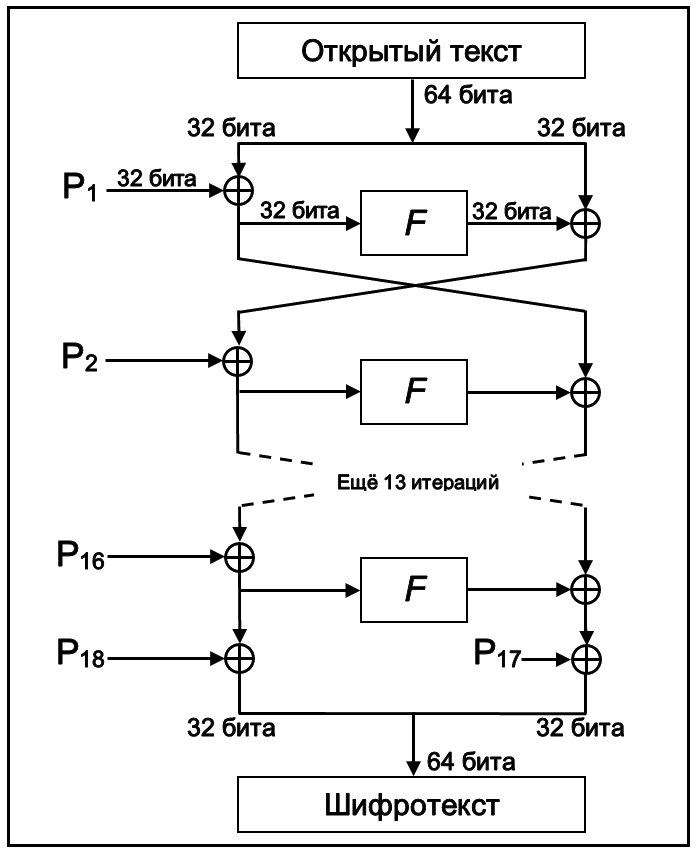 Открытый текст
64 бита
32 бита 32 бита
P1 32 бита
32 бита F 32 бита
P2
F
Ещё 13 итераций
P16
F
P18 P17
32 бита 32 бита
64 бита
Шифротекст